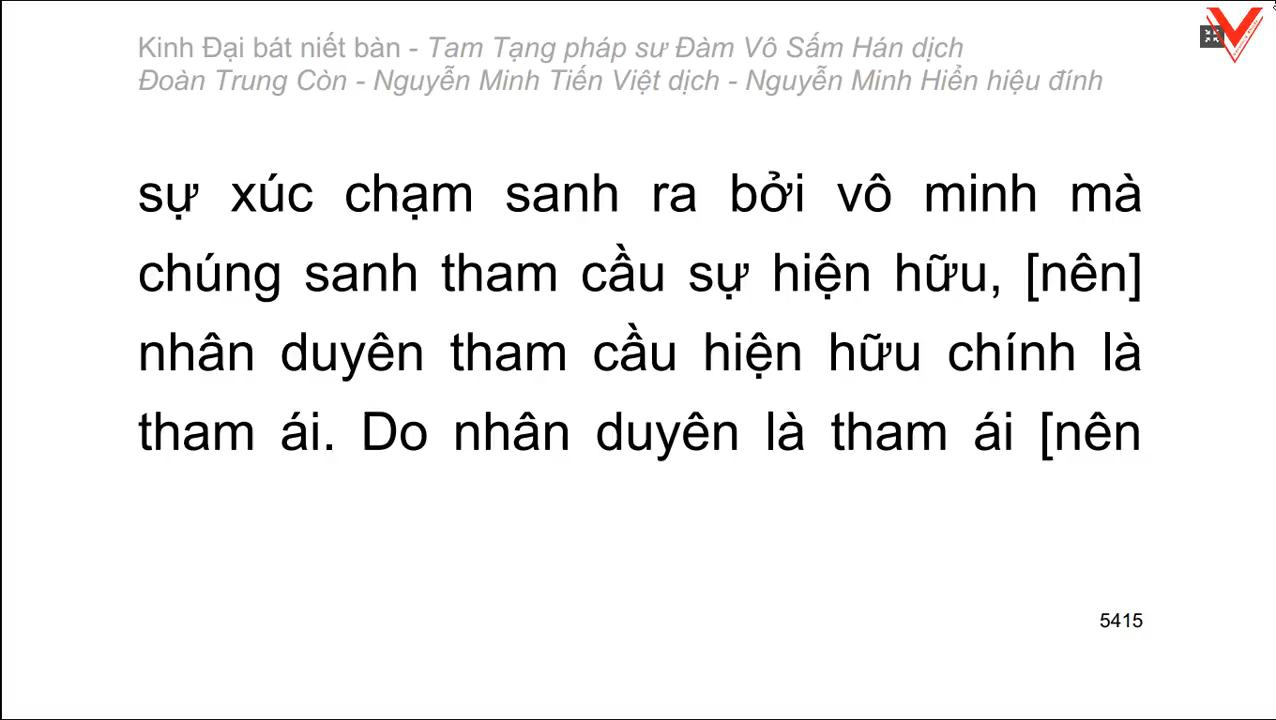 Kinh Đại bát niết bàn - Tam Tạng pháp sư Đàm Vô Sấm Hán dịch
Đoàn Trung Còn - Nguyễn Minh Tiến Việt dịch - Nguyễn Minh Hiển hiệu đính
sự xúc chạm sanh ra bởi vô minh mà
chúng sanh tham cầu sự hiện hữu, [nên]
nhân duyên tham cầu hiện hữu chính là
tham ái. Do nhân duyên là tham ái [nên
5415